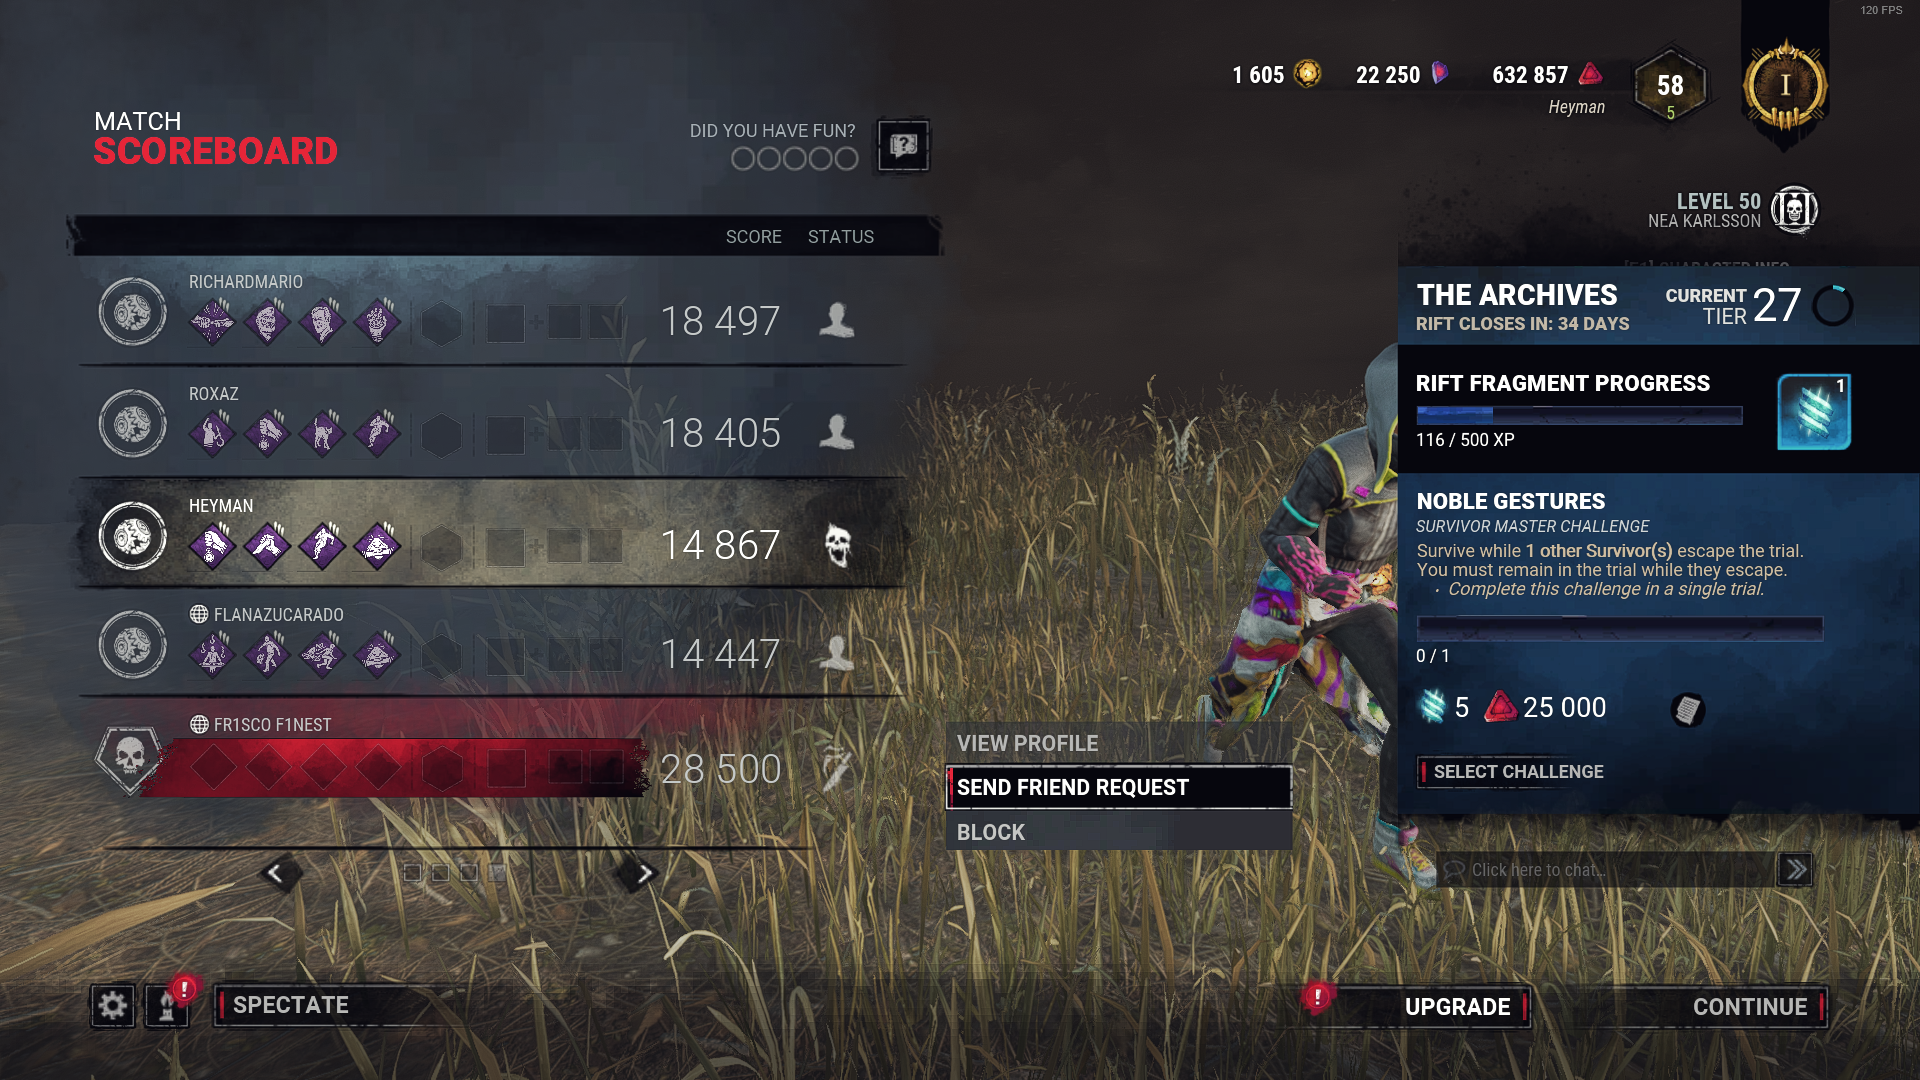 120 FPS
1 605
22 250
632 857
Heyman
58
5
I
MATCH
SCOREBOARD
DID YOU HAVE FUN?
LEVEL 50
NEA KARLSSON
SCORE STATUS
RICHARDMARIO
18 497
ROXAZ
18 405
HEYMAN
14 867
FLANAZUCARADO
14 447
FR1SCO F1NEST
28 500
VIEW PROFILE
SEND FRIEND REQUEST
BLOCK
CHARACTER INFO
THE ARCHIVES
RIFT CLOSES IN: 34 DAYS
CURRENT
TIER 27
RIFT FRAGMENT PROGRESS
1
116 / 500 XP
NOBLE GESTURES
SURVIVOR MASTER CHALLENGE
Survive while 1 other Survivor(s) escape the trial.
You must remain in the trial while they escape.
• Complete this challenge in a single trial.
0 / 1
5 25 000
SELECT CHALLENGE
Click here to chat...
SPECTATE
UPGRADE
CONTINUE